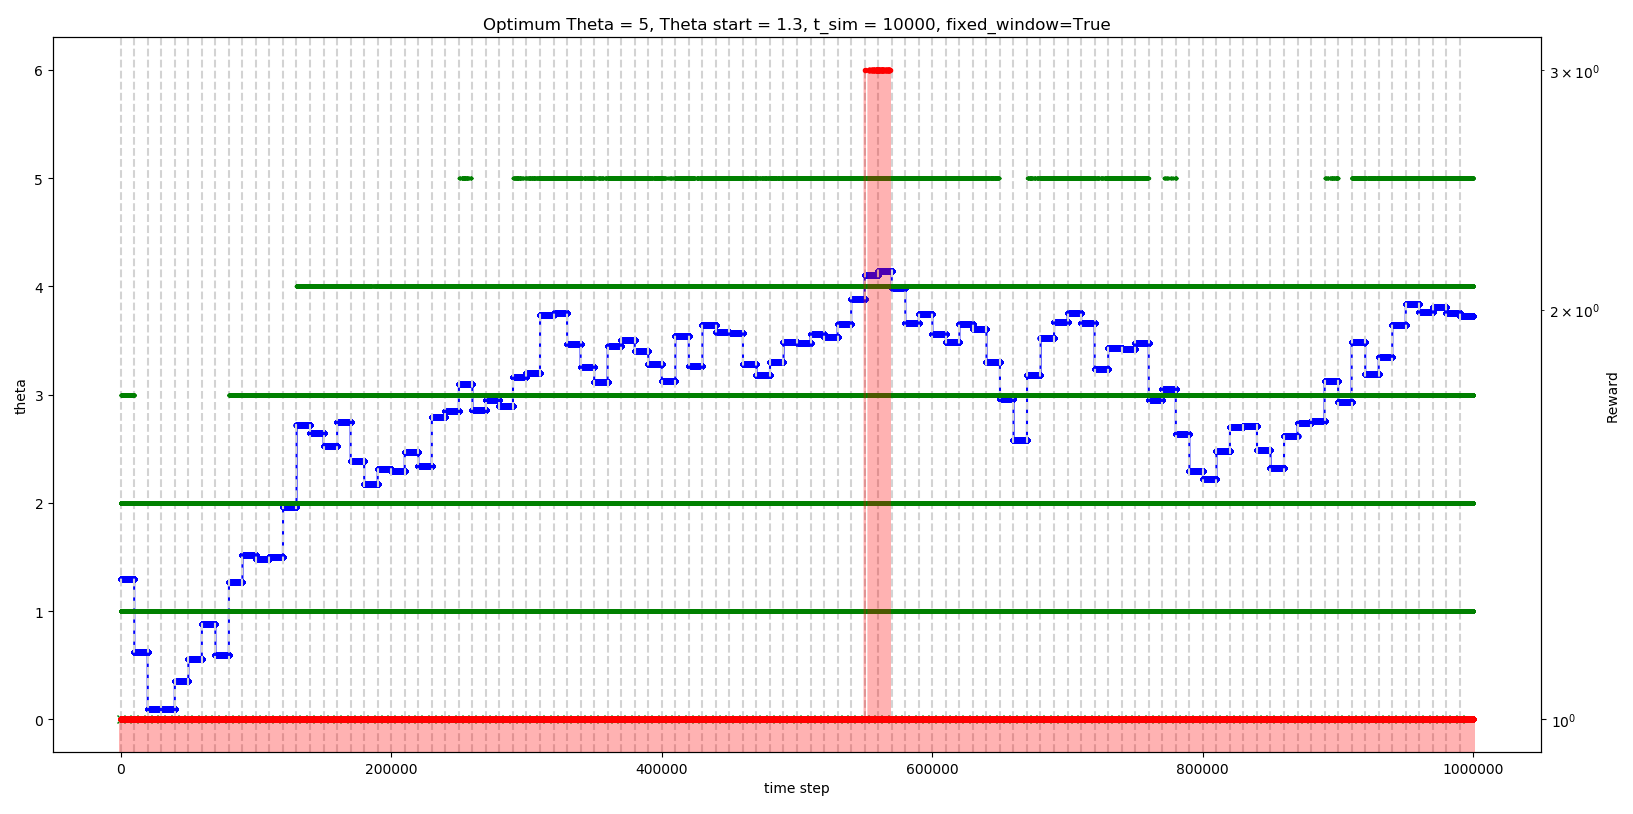 Optimum Theta = 5, Theta start = 1.3, t_sim = 10000, fixed_window=True
6
5
4
3
2
1
0
theta
3 × 10⁰
2 × 10⁰
10⁰
Reward
0
200000
400000
600000
800000
1000000
time step